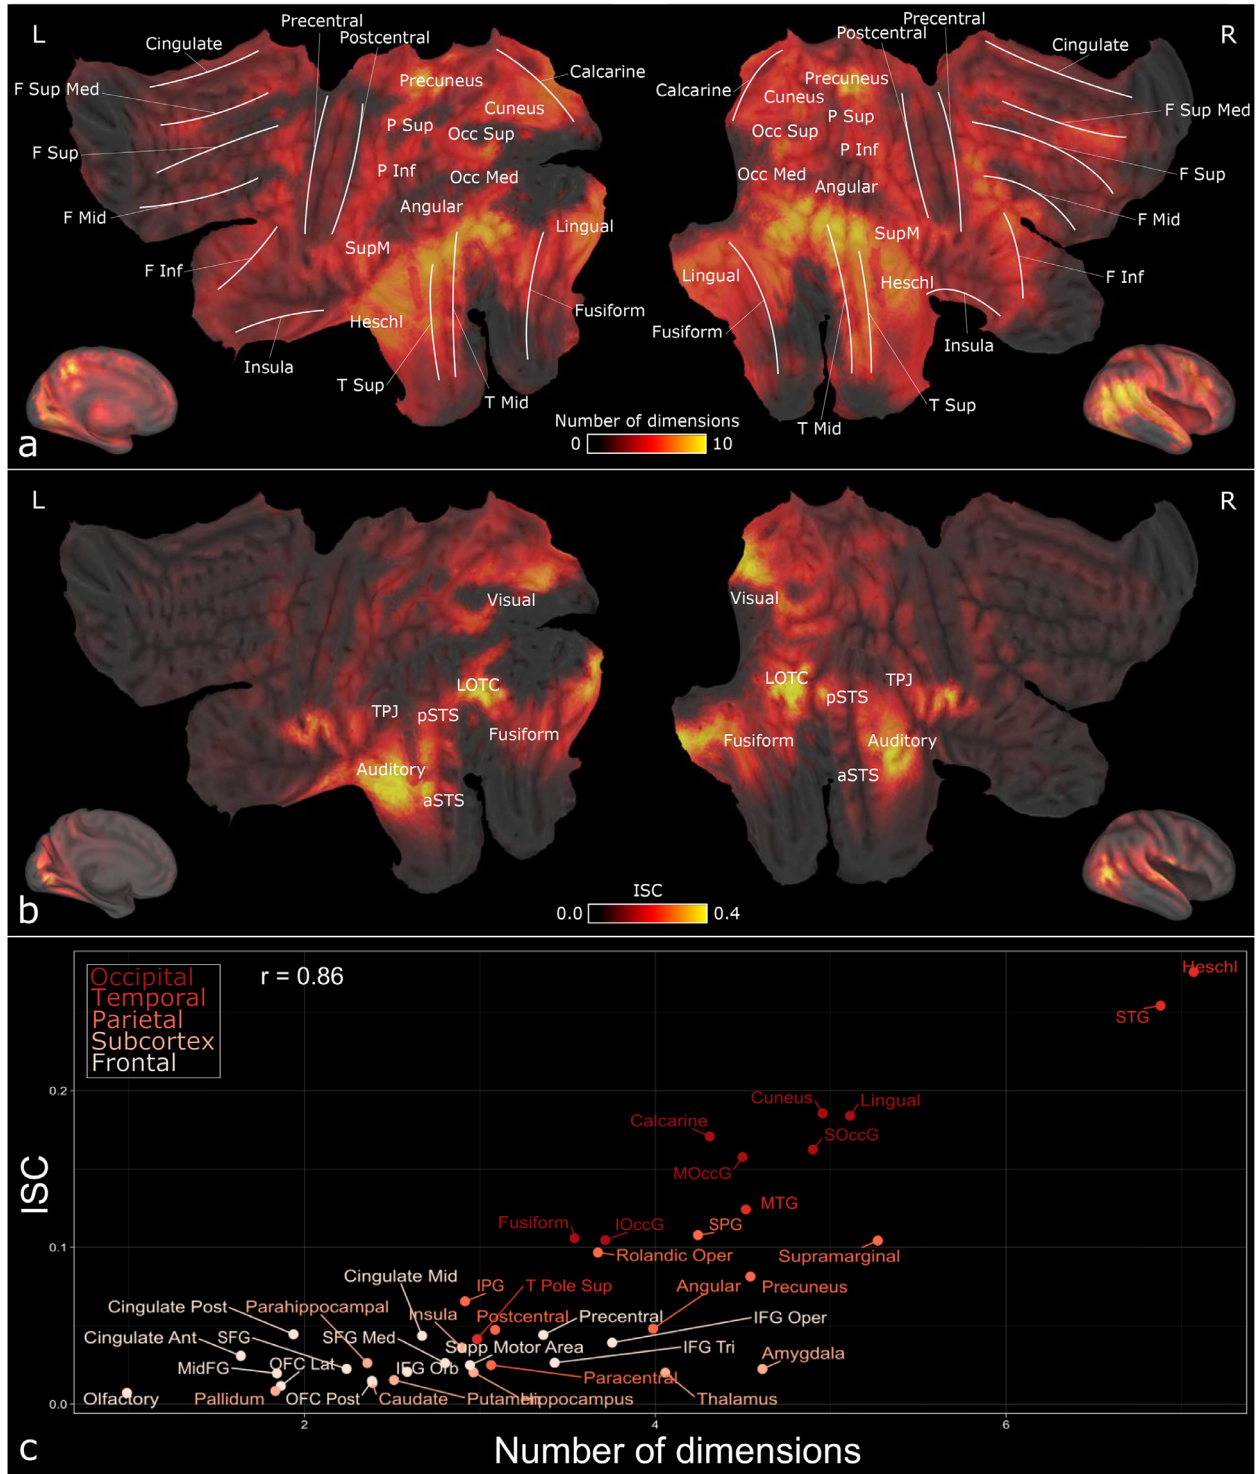 L
Precentral
Postcentral
Cingulate
F Sup Med
F Sup
F Mid
F Inf
Insula
Precuneus
Calcarine
Cuneus
P Sup
Occ Sup
P Inf
Occ Med
Angular
Lingual
SupM
Heschl
Fusiform
T Sup
T Mid
Precentral
Postcentral
R
Cingulate
Calcarine
Precuneus
Cuneus
P Sup
Occ Sup
P Inf
Occ Med
Angular
F Sup Med
F Sup
F Mid
SupM
Lingual
Heschl
F Inf
Fusiform
Insula
T Sup
T Mid
Number of dimensions
0 10
a
L
R
Visual
LOTC
TPJ
pSTS
Fusiform
Auditory
aSTS
Visual
LOTC
TPJ
pSTS
Fusiform
Auditory
aSTS
ISC
0.0 0.4
b
Occipital
Temporal
Parietal
Subcortex
Frontal
r = 0.86
Heschl
STG
Cuneus
Lingual
Calcarine
SOccG
MOccG
MTG
Fusiform
IOccG
SPG
Rolandic Oper
Supramarginal
Cingulate Mid
IPG
T Pole Sup
Angular
Precuneus
Cingulate Post
Parahippocampal
Insula
Postcentral
Precentral
IFG Oper
Cingulate Ant
SFG
SFG Med
Supp Motor Area
IFG Tri
MidFG
OFC Lat
IFG Orb
Amygdala
Paracentral
Olfactory
Pallidum
OFC Post
Caudate
Putamen
Hippocampus
Thalamus
0.2
0.1
0.0
ISC
2 4 6
Number of dimensions
c